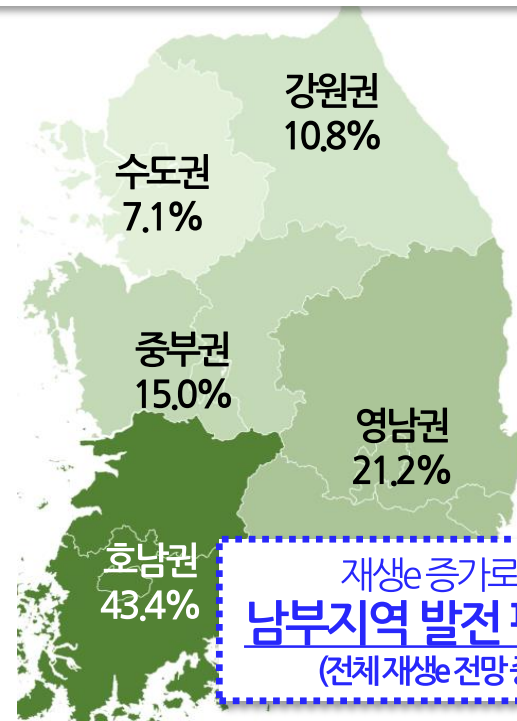 강원권
10.8%
수도권
7.1%
중부권
15.0%
영남권
21.2%
호남권
43.4%
재생e 증가로
남부지역 발전
(전체 재생e 전망